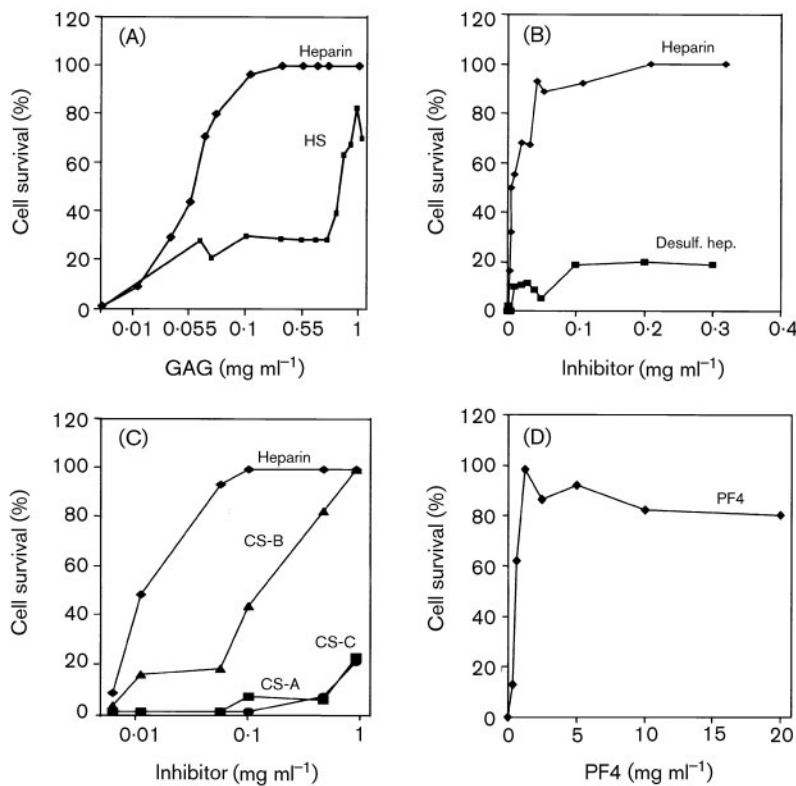 (A)
120
100
80
60
40
20
0
Cell survival (%)
Heparin
HS
0·01 0·055 0·1 0·55 1
GAG (mg ml⁻¹)
(B)
120
100
80
60
40
20
0
Cell survival (%)
Heparin
Desulf. hep.
0 0·1 0·2 0·3 0·4
Inhibitor (mg ml⁻¹)
(C)
120
100
80
60
40
20
0
Cell survival (%)
Heparin
CS-B
CS-C
CS-A
0·01 0·1 1
Inhibitor (mg ml⁻¹)
(D)
120
100
80
60
40
20
0
Cell survival (%)
PF4
0 5 10 15 20
PF4 (mg ml⁻¹)